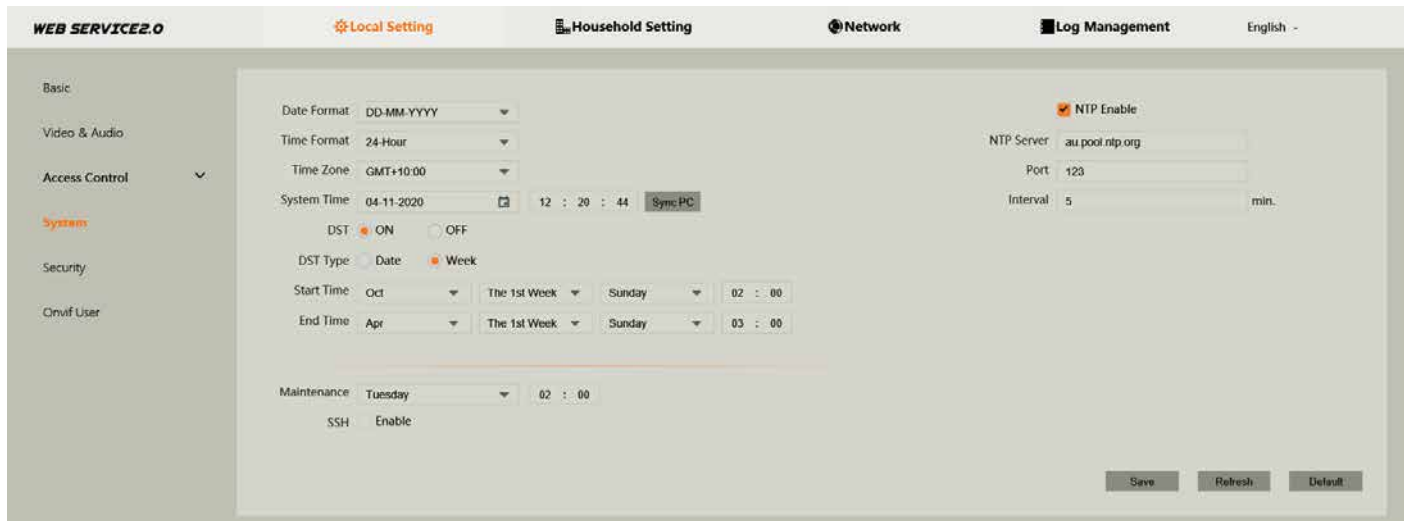 WEB SERVICE2.0 Local Setting Household Setting Network Log Management English
Basic
Video & Audio
Access Control
System
Security
Onvif User
Date Format DD-MM-YYYY
Time Format 24-Hour
Time Zone GMT+10:00
System Time 04-11-2020 12 : 20 : 44 Sync PC
DST ON OFF
DST Type Date Week
Start Time Oct The 1st Week Sunday 02 : 00
End Time Apr The 1st Week Sunday 03 : 00
Maintenance Tuesday 02 : 00
SSH Enable
NTP Enable
NTP Server au.pool.ntp.org
Port 123
Interval 5 min.
Save Refresh Default